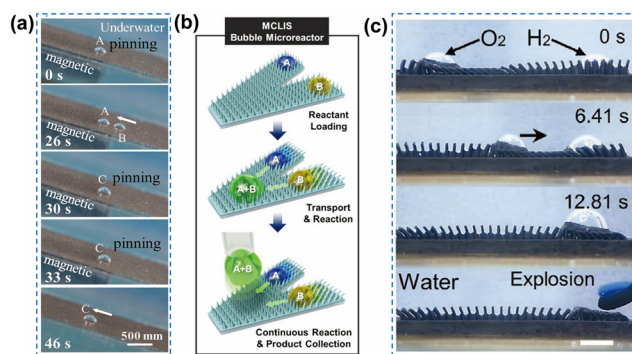 (a)
Underwater
A
pinning
magnetic
0 s
A
B
magnetic
26 s
pinning
C
magnetic
30 s
pinning
C
magnetic
33 s
C
magnetic
46 s
500 mm
(b)
MCLIS
Bubble Microreactor
A
B
Reactant
Loading
A
A+B
B
Transport
& Reaction
A+B
A
B
Continuous Reaction
& Product Collection
(c)
O2
H2
0 s
6.41 s
12.81 s
Water
Explosion